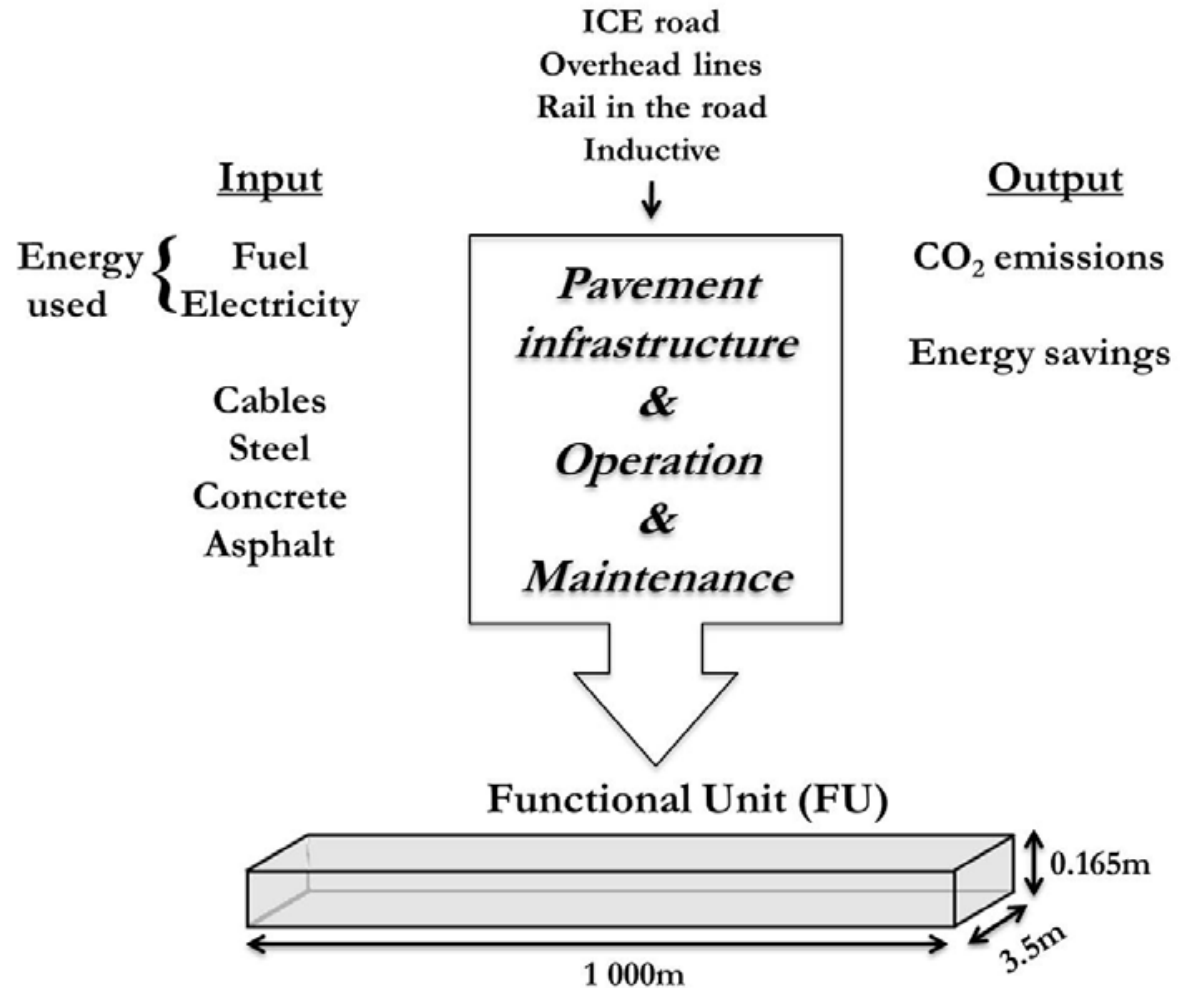 ICE road
Overhead lines
Rail in the road
Inductive
Input
Energy used { Fuel
Electricity
Cables
Steel
Concrete
Asphalt
Pavement
infrastructure
&
Operation
&
Maintenance
Output
CO₂ emissions
Energy savings
Functional Unit (FU)
0.165m
3.5m
1 000m